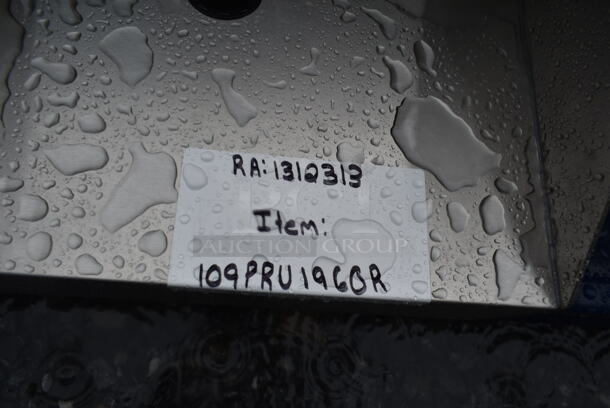 RA: 1312313
Item:
AUCTION GROUP
109PRU1960R